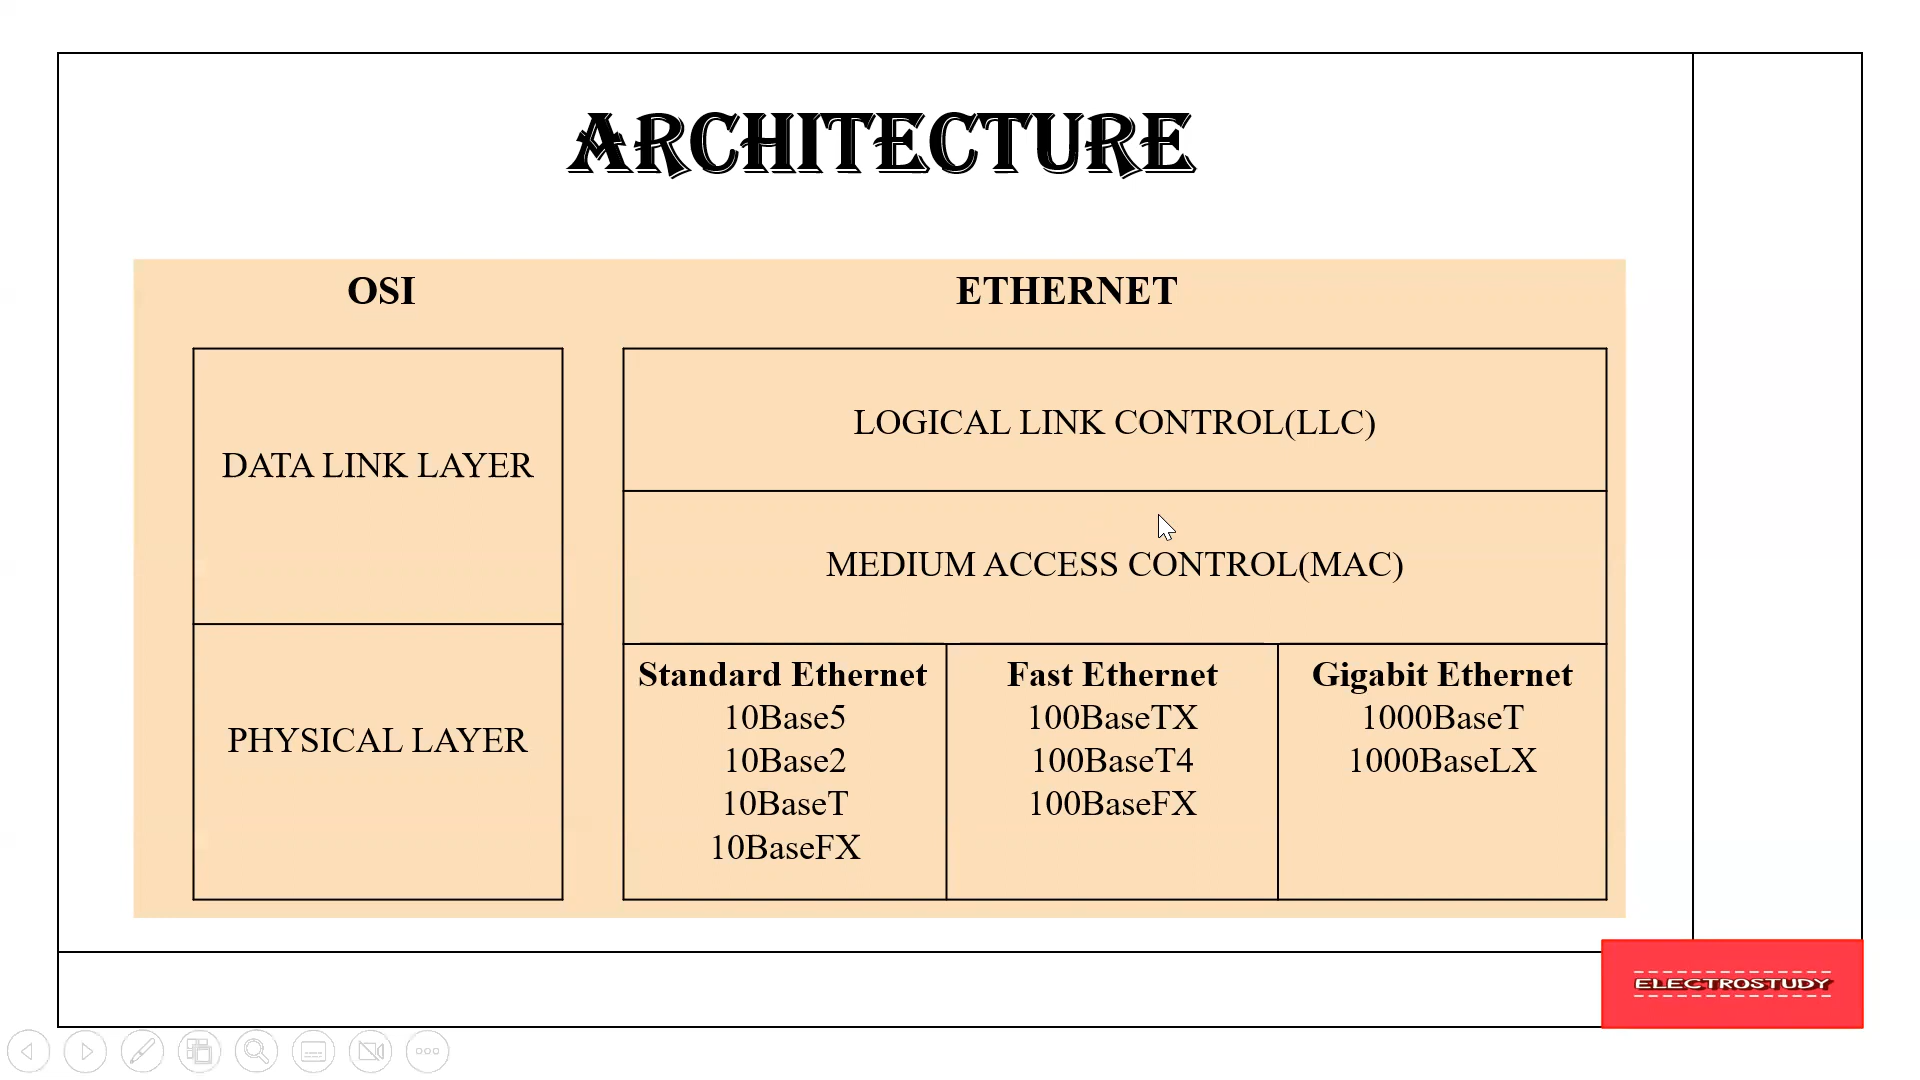 ARCHITECTURE
OSI
ETHERNET
DATA LINK LAYER
PHYSICAL LAYER
LOGICAL LINK CONTROL(LLC)
MEDIUM ACCESS CONTROL(MAC)
Standard Ethernet
10Base5
10Base2
10BaseT
10BaseFX
Fast Ethernet
100BaseTX
100BaseT4
100BaseFX
Gigabit Ethernet
1000BaseT
1000BaseLX
ELECTROSTUDY